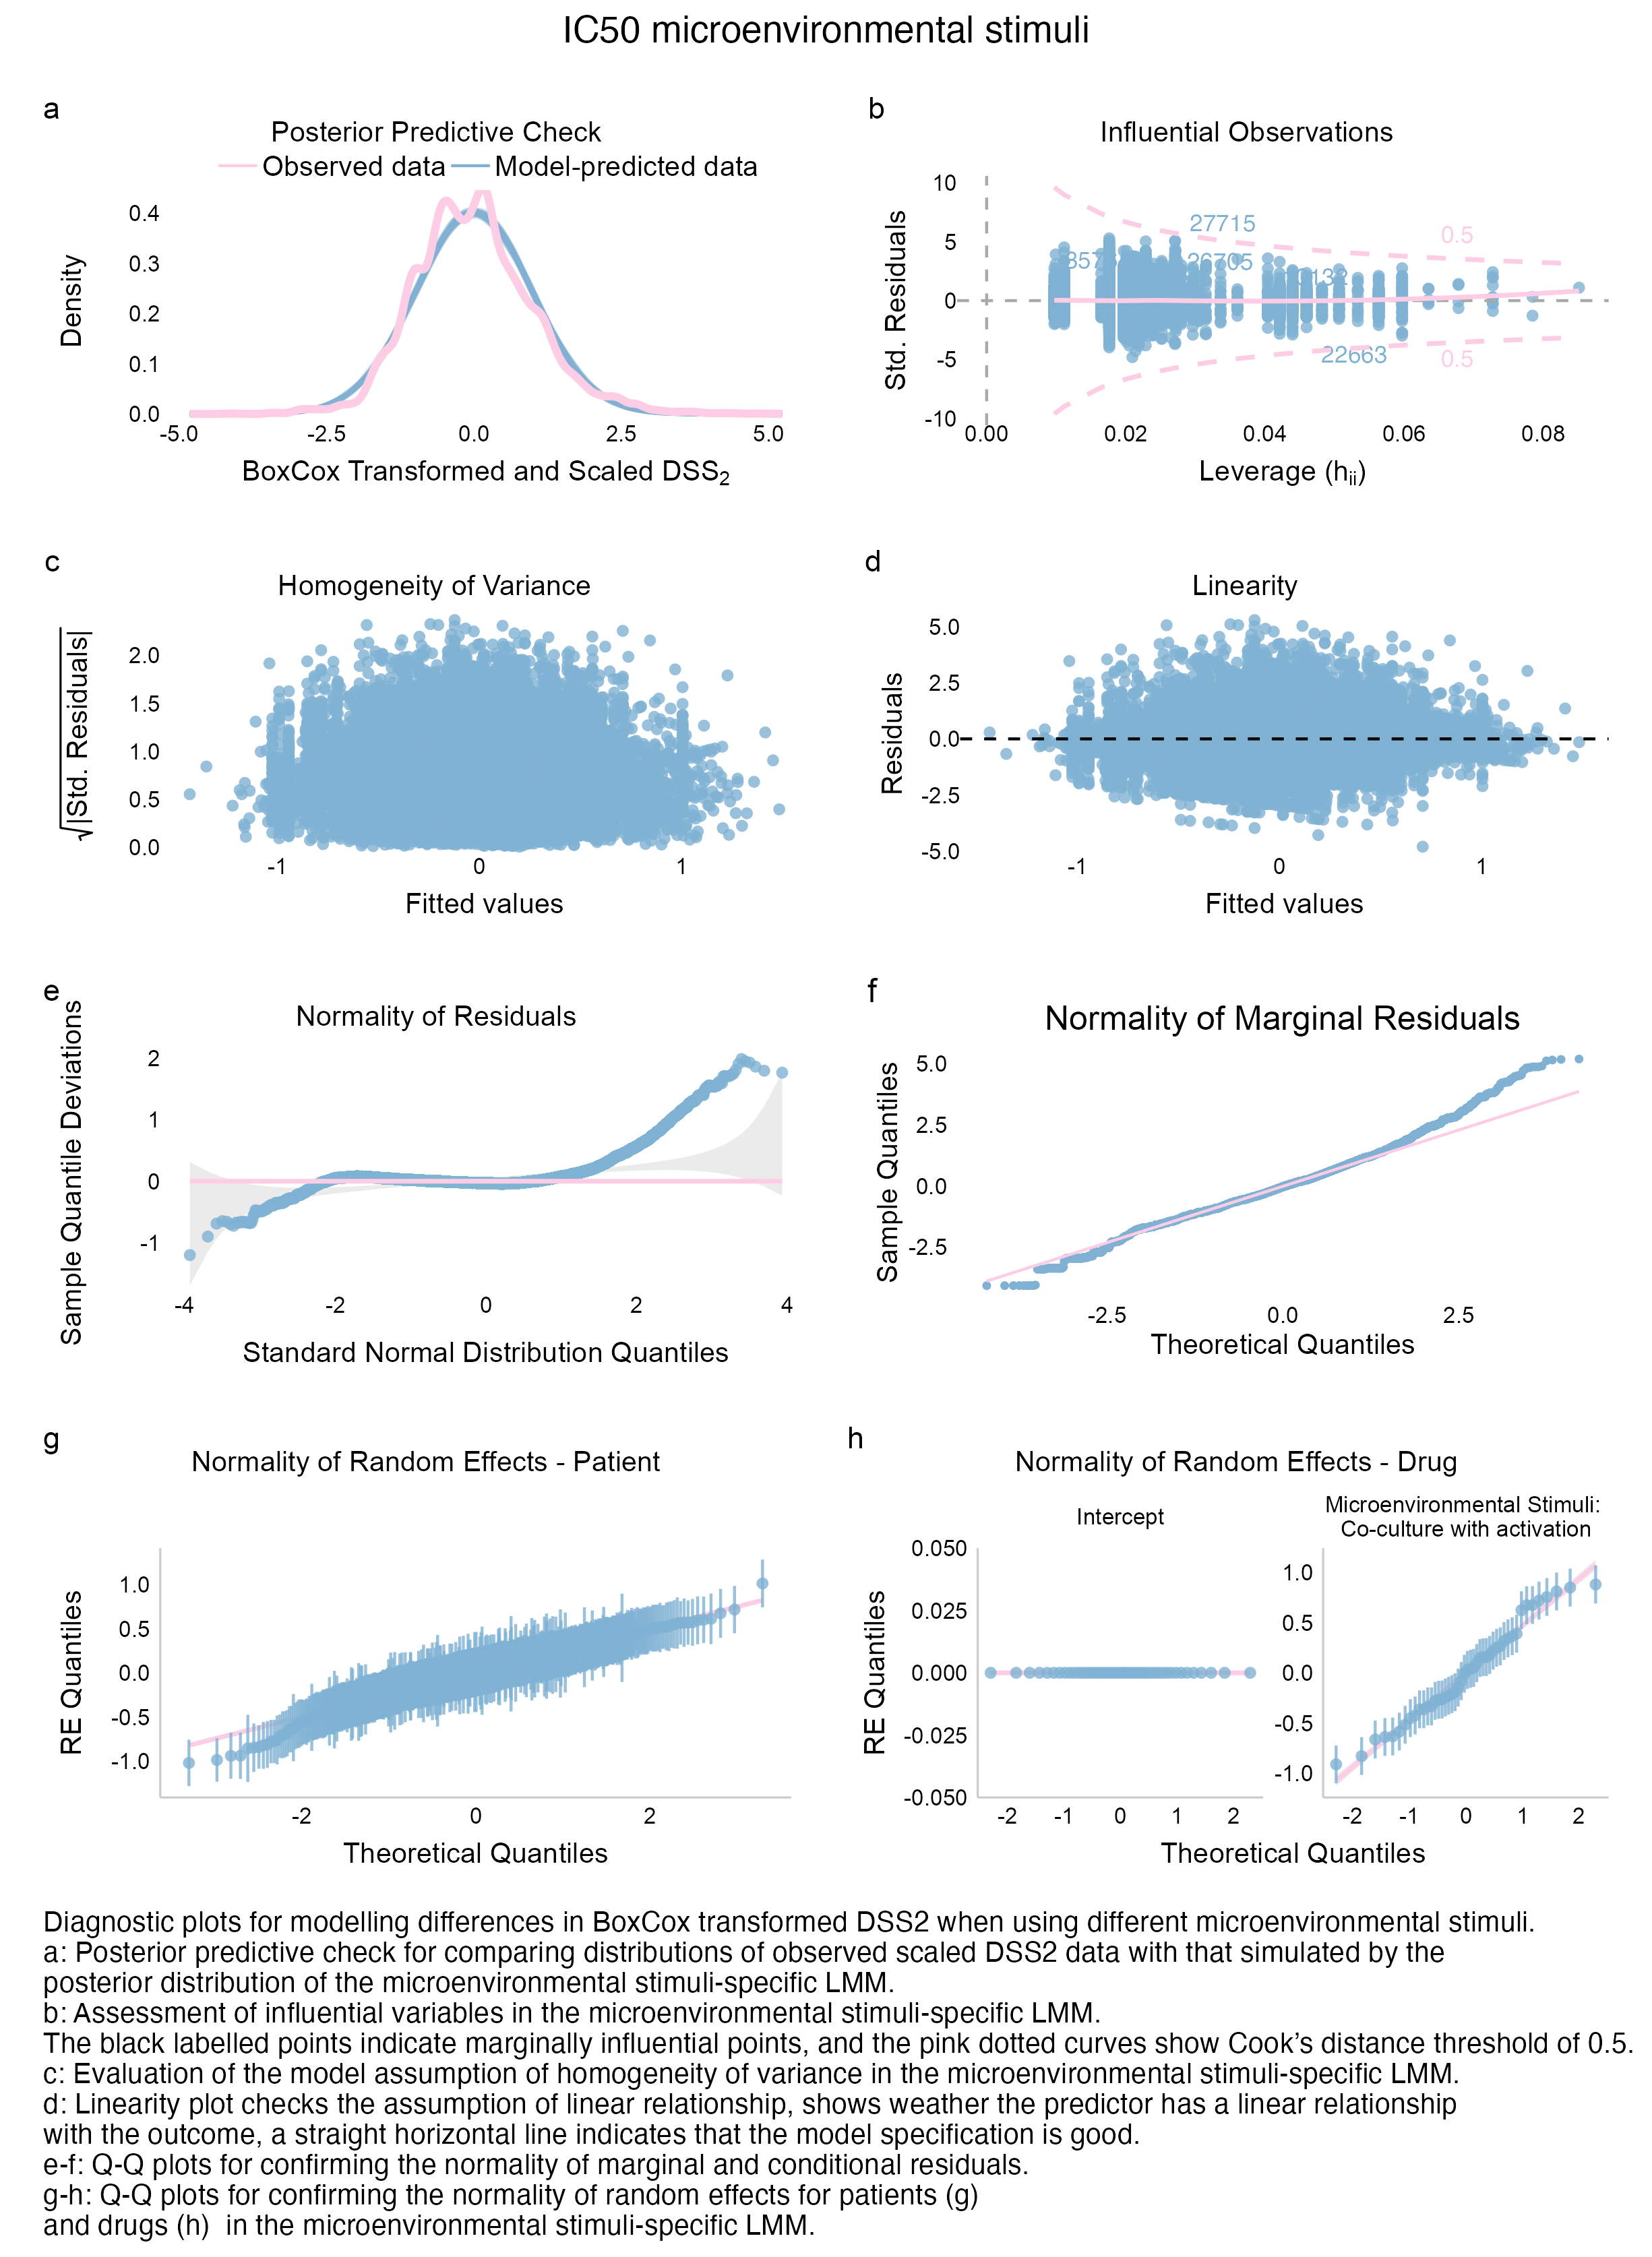 IC50 microenvironmental stimuli
a
Posterior Predictive Check
Observed data
Model-predicted data
0.4
0.3
0.2
0.1
0.0
Density
-5.0
-2.5
0.0
2.5
5.0
BoxCox Transformed and Scaled DSS₂
b
Influential Observations
10
5
0
-5
-10
Std. Residuals
27715
26705
22663
0.5
0.5
0.00
0.02
0.04
0.06
0.08
Leverage (hᵢᵢ)
c
Homogeneity of Variance
√|Std. Residuals|
2.0
1.5
1.0
0.5
0.0
-1
0
1
Fitted values
d
Linearity
Residuals
5.0
2.5
0.0
-2.5
-5.0
-1
0
1
Fitted values
e
Normality of Residuals
Sample Quantile Deviations
2
1
0
-1
-4
-2
0
2
4
Standard Normal Distribution Quantiles
f
Normality of Marginal Residuals
Sample Quantiles
5.0
2.5
0.0
-2.5
-2.5
0.0
2.5
Theoretical Quantiles
g
Normality of Random Effects - Patient
RE Quantiles
1.0
0.5
0.0
-0.5
-1.0
-2
0
2
Theoretical Quantiles
h
Normality of Random Effects - Drug
Intercept
RE Quantiles
0.050
0.025
0.000
-0.025
-0.050
-2
-1
0
1
2
Microenvironmental Stimuli:
Co-culture with activation
1.0
0.5
0.0
-0.5
-1.0
-2
-1
0
1
2
Theoretical Quantiles
Diagnostic plots for modelling differences in BoxCox transformed DSS2 when using different microenvironmental stimuli.
a: Posterior predictive check for comparing distributions of observed scaled DSS2 data with that simulated by the
posterior distribution of the microenvironmental stimuli-specific LMM.
b: Assessment of influential variables in the microenvironmental stimuli-specific LMM.
The black labelled points indicate marginally influential points, and the pink dotted curves show Cook's distance threshold of 0.5.
c: Evaluation of the model assumption of homogeneity of variance in the microenvironmental stimuli-specific LMM.
d: Linearity plot checks the assumption of linear relationship, shows weather the predictor has a linear relationship
with the outcome, a straight horizontal line indicates that the model specification is good.
e-f: Q-Q plots for confirming the normality of marginal and conditional residuals.
g-h: Q-Q plots for confirming the normality of random effects for patients (g)
and drugs (h) in the microenvironmental stimuli-specific LMM.